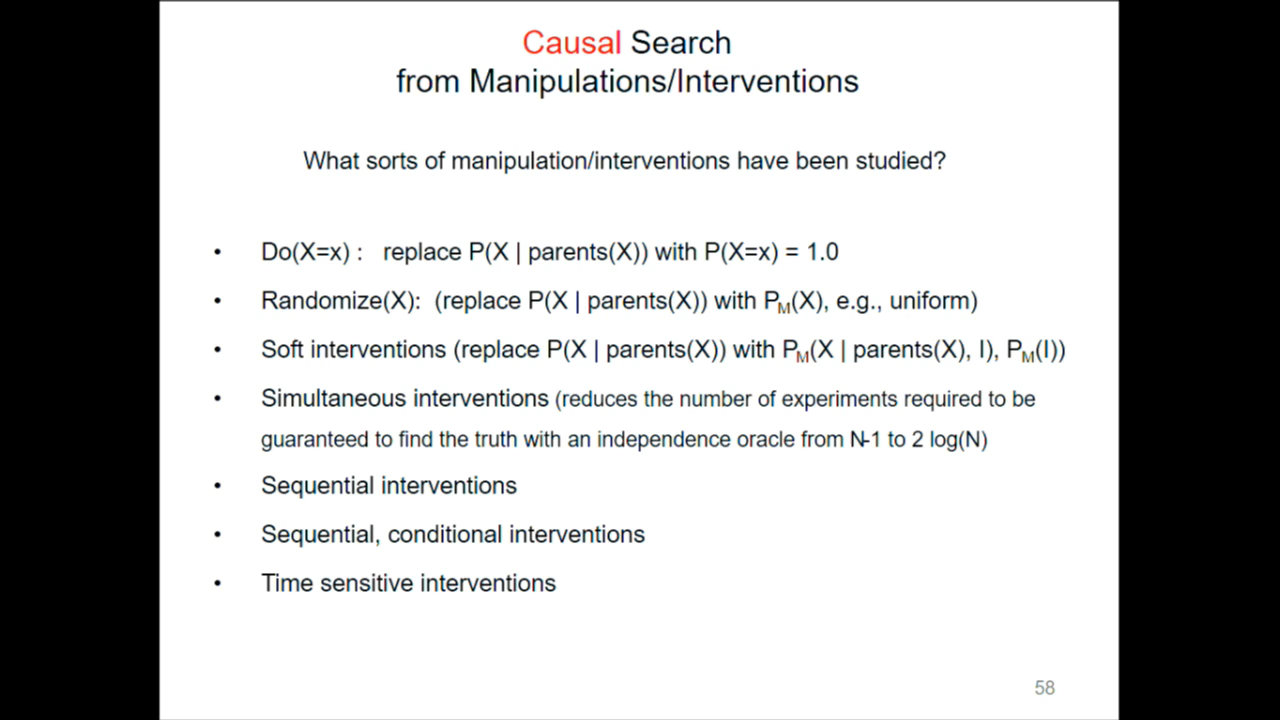 Causal Search
from Manipulations/Interventions
What sorts of manipulation/interventions have been studied?
• Do(X=x) : replace P(X | parents(X)) with P(X=x) = 1.0
• Randomize(X): (replace P(X | parents(X)) with PM(X), e.g., uniform)
• Soft interventions (replace P(X | parents(X)) with PM(X | parents(X), I), PM(I))
• Simultaneous interventions (reduces the number of experiments required to be
guaranteed to find the truth with an independence oracle from N-1 to 2 log(N)
• Sequential interventions
• Sequential, conditional interventions
• Time sensitive interventions
58